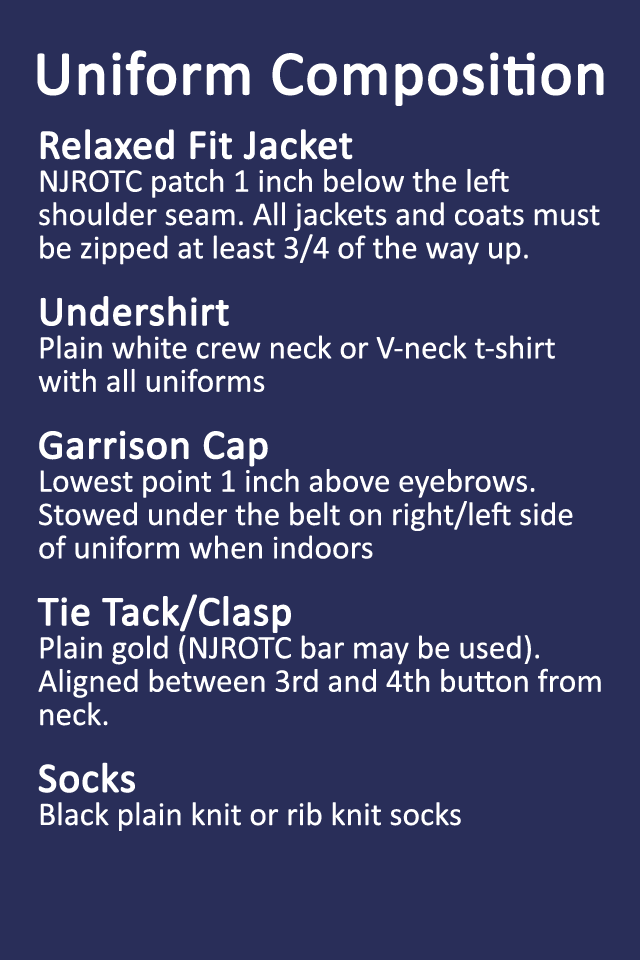 Uniform Composition
Relaxed Fit Jacket
NJROTC patch 1 inch below the left
shoulder seam. All jackets and coats must
be zipped at least 3/4 of the way up.
Undershirt
Plain white crew neck or V-neck t-shirt
with all uniforms
Garrison Cap
Lowest point 1 inch above eyebrows.
Stowed under the belt on right/left side
of uniform when indoors
Tie Tack/Clasp
Plain gold (NJROTC bar may be used).
Aligned between 3rd and 4th button from
neck.
Socks
Black plain knit or rib knit socks